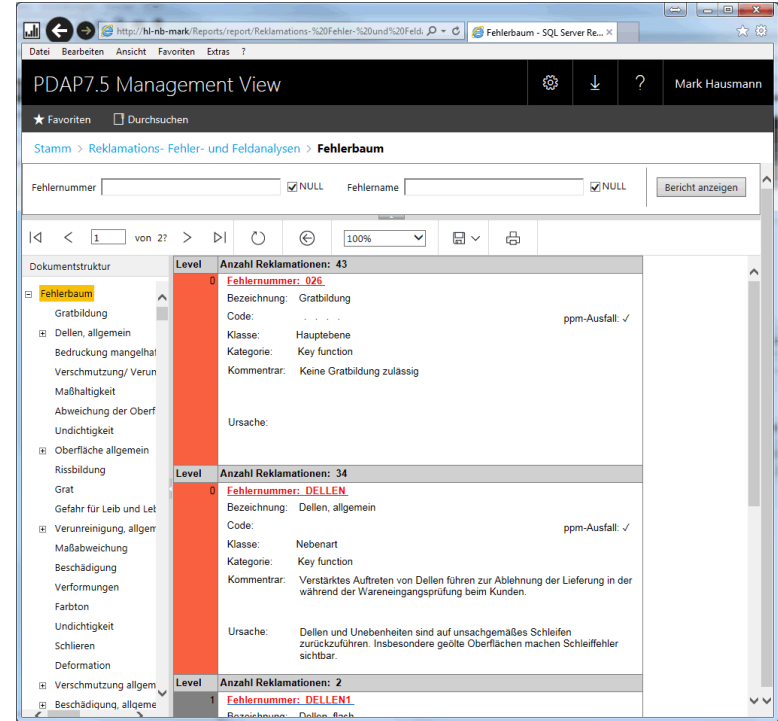 http://hl-nb-mark/Reports/report/Reklamations-%20Fehler-%20und%20Feld
Fehlerbaum - SQL Server Re...
Datei Bearbeiten Ansicht Favoriten Extras ?
PDAP7.5 Management View
? Mark Hausmann
Favoriten Durchsuchen
Stamm > Reklamations- Fehler- und Feldanalysen > Fehlerbaum
Fehlernummer NULL Fehlername NULL Bericht anzeigen
1 von 2? 100%
Dokumentstruktur
Fehlerbaum
Gratbildung
Dellen, allgemein
Bedruckung mangelhaf
Verschmutzung/ Verun
Maßhaltigkeit
Abweichung der Oberf
Undichtigkeit
Oberfläche allgemein
Rissbildung
Grat
Gefahr für Leib und Leb
Verunreinigung, allgem
Maßabweichung
Beschädigung
Verformungen
Farbton
Undichtigkeit
Schlieren
Deformation
Verschmutzung allgem
Beschädigung, allgeme
Level Anzahl Reklamationen: 43
0 Fehlernummer: 026
Bezeichnung: Gratbildung
Code: . . . . ppm-Ausfall: ✓
Klasse: Hauptebene
Kategorie: Key function
Kommentrar: Keine Gratbildung zulässig
Ursache:
Level Anzahl Reklamationen: 34
0 Fehlernummer: DELLEN
Bezeichnung: Dellen, allgemein
Code: ppm-Ausfall: ✓
Klasse: Nebenart
Kategorie: Key function
Kommentrar: Verstärktes Auftreten von Dellen führen zur Ablehnung der Lieferung in der
während der Wareneingangsprüfung beim Kunden.
Ursache: Dellen und Unebenheiten sind auf unsachgemäßes Schleifen
zurückzuführen. Insbesondere geölte Oberflächen machen Schleiffehler
sichtbar.
Level Anzahl Reklamationen: 2
1 Fehlernummer: DELLEN1
Bezeichnung: Dellen, flash